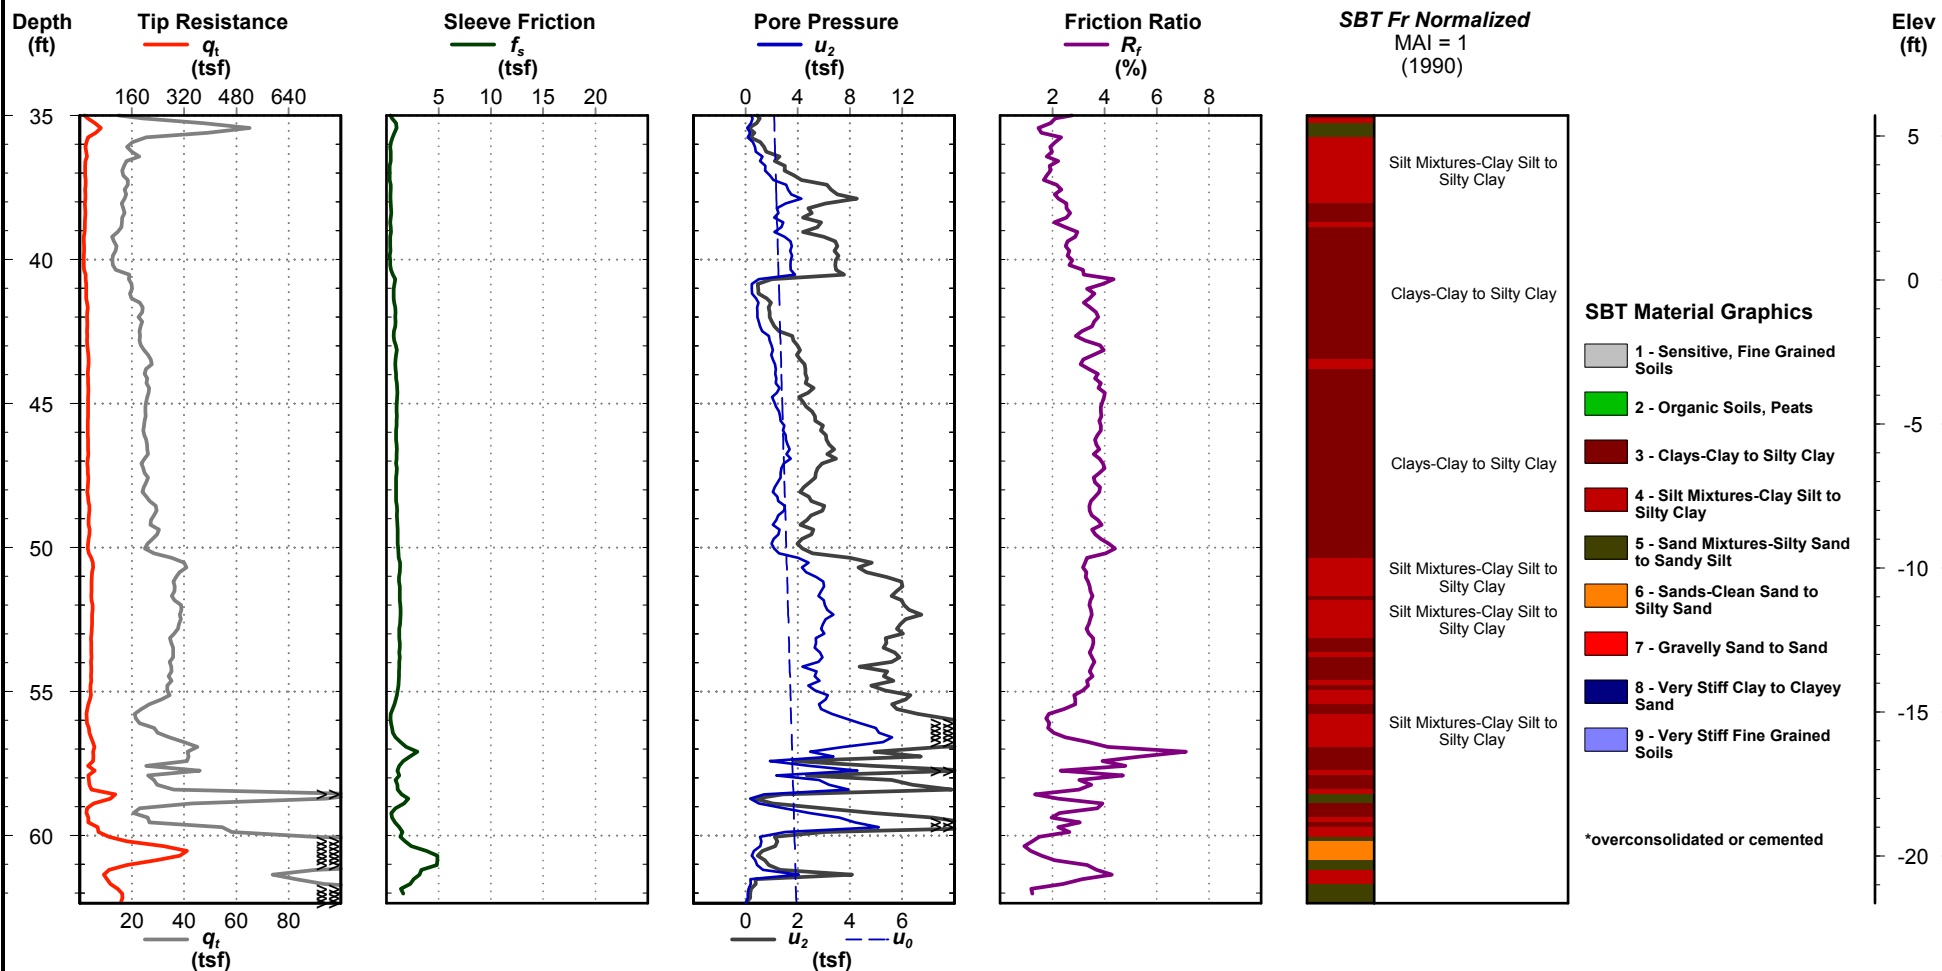 Depth
(ft)
Tip Resistance
qt
(tsf)
160 320 480 640
Sleeve Friction
fs
(tsf)
5 10 15 20
Pore Pressure
u2
(tsf)
0 4 8 12
Friction Ratio
Rf
(%)
2 4 6 8
SBT Fr Normalized
MAI = 1
(1990)
Elev
(ft)
35
40
45
50
55
60
>>
>>
>>
>>
>>
>>
>>
>>
Silt Mixtures-Clay Silt to
Silty Clay
Clays-Clay to Silty Clay
Clays-Clay to Silty Clay
Silt Mixtures-Clay Silt to
Silty Clay
Silt Mixtures-Clay Silt to
Silty Clay
Silt Mixtures-Clay Silt to
Silty Clay
SBT Material Graphics
1 - Sensitive, Fine Grained
Soils
2 - Organic Soils, Peats
3 - Clays-Clay to Silty Clay
4 - Silt Mixtures-Clay Silt to
Silty Clay
5 - Sand Mixtures-Silty Sand
to Sandy Silt
6 - Sands-Clean Sand to
Silty Sand
7 - Gravelly Sand to Sand
8 - Very Stiff Clay to Clayey
Sand
9 - Very Stiff Fine Grained
Soils
*overconsolidated or cemented
5
0
-5
-10
-15
-20
20 40 60 80
qt
(tsf)
0 2 4 6
u2 u0
(tsf)